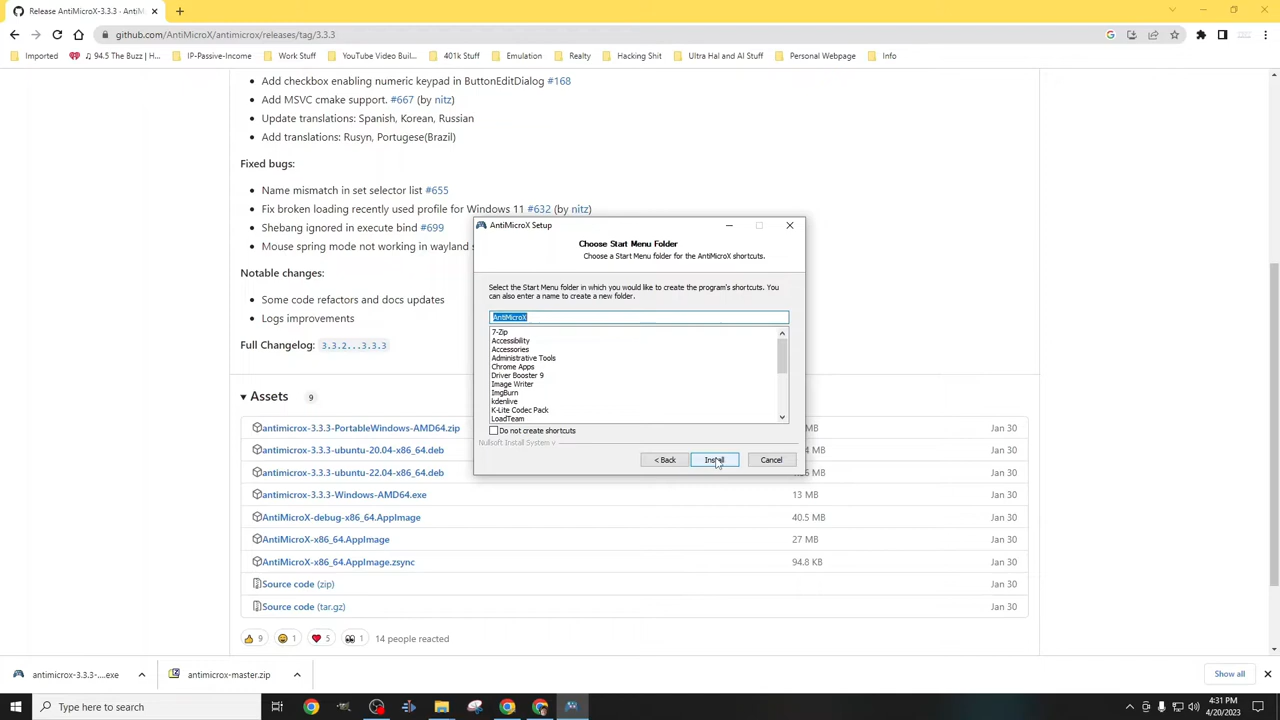 Release AntiMicroX-3.3.3 · AntiM
github.com/AntiMicroX/antimicrox/releases/tag/3.3.3
Imported 94.5 The Buzz | H... IP-Passive-Income Work Stuff YouTube Video Buil... 401k Stuff Emulation Realty Hacking Shit Ultra Hal and AI Stuff Personal Webpage Info
Add checkbox enabling numeric keypad in ButtonEditDialog #168
Add MSVC cmake support. #667 (by nitz)
Update translations: Spanish, Korean, Russian
Add translations: Rusyn, Portugese(Brazil)
Fixed bugs:
Name mismatch in set selector list #655
Fix broken loading recently used profile for Windows 11 #632 (by nitz)
Shebang ignored in execute bind #699
Mouse spring mode not working in wayland
Notable changes:
Some code refactors and docs updates
Logs improvements
Full Changelog: 3.3.2...3.3.3
AntiMicroX Setup
Choose Start Menu Folder
Choose a Start Menu folder for the AntiMicroX shortcuts.
Select the Start Menu folder in which you would like to create the program's shortcuts. You
can also enter a name to create a new folder.
AntiMicroX
7-Zip
Accessibility
Accessories
Administrative Tools
Chrome Apps
Driver Booster 9
Image Writer
ImgBurn
kdenlive
K-Lite Codec Pack
LoadTeam
Do not create shortcuts
Nullsoft Install System v
< Back Install Cancel
Assets 9
antimicrox-3.3.3-PortableWindows-AMD64.zip MB Jan 30
antimicrox-3.3.3-ubuntu-20.04-x86_64.deb MB Jan 30
antimicrox-3.3.3-ubuntu-22.04-x86_64.deb MB Jan 30
antimicrox-3.3.3-Windows-AMD64.exe 13 MB Jan 30
AntiMicroX-debug-x86_64.AppImage 40.5 MB Jan 30
AntiMicroX-x86_64.AppImage 27 MB Jan 30
AntiMicroX-x86_64.AppImage.zsync 94.8 KB Jan 30
Source code (zip) Jan 30
Source code (tar.gz) Jan 30
9 1 5 1 14 people reacted
antimicrox-3.3.3-....exe antimicrox-master.zip Show all
Type here to search
4:31 PM
4/20/2023